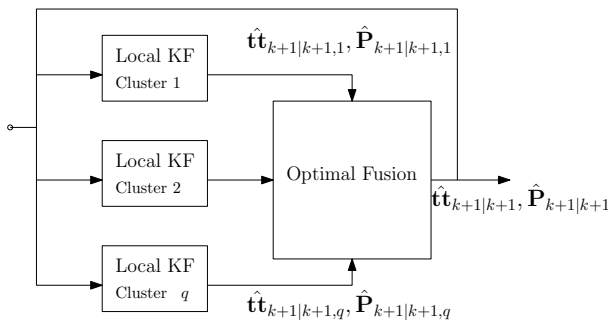 Local KF
Cluster 1
t̂t_{k+1|k+1,1}, P̂_{k+1|k+1,1}
Local KF
Cluster 2
Optimal Fusion
t̂t_{k+1|k+1}, P̂_{k+1|k+1}
Local KF
Cluster q
t̂t_{k+1|k+1,q}, P̂_{k+1|k+1,q}